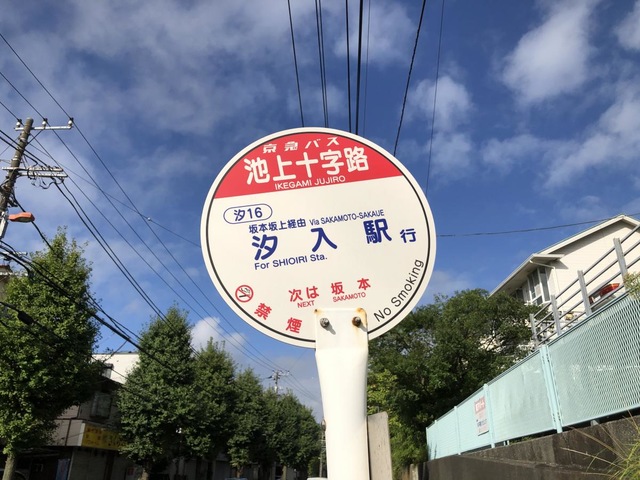 京急バス
池上十字路
IKEGAMI JUJIRO
汐16
坂本坂上経由 Via SAKAMOTO-SAKAUE
汐入駅 行
For SHIOIRI Sta.
次は 坂本
NEXT SAKAMOTO
禁煙
No Smoking